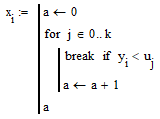 x_i := a ← 0
for j ∈ 0..k
break if y_i < u_j
a ← a + 1
a